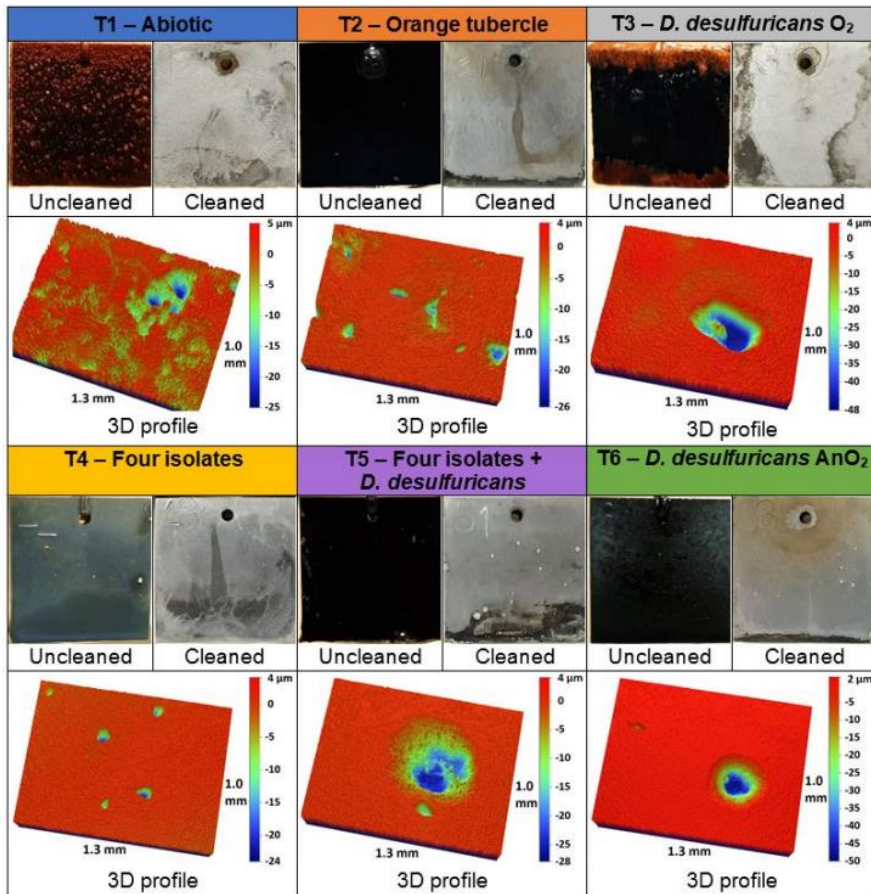 T1 – Abiotic
T2 – Orange tubercle
T3 – D. desulfuricans O₂
Uncleaned
Cleaned
Uncleaned
Cleaned
Uncleaned
Cleaned
5 µm
0
-5
-10
-15
-20
-25
1.0
mm
1.3 mm
3D profile
4 µm
0
-5
-10
-15
-20
-26
1.0
mm
1.3 mm
3D profile
4 µm
0
-5
-10
-15
-20
-25
-30
-35
-40
-48
1.0
mm
1.3 mm
3D profile
T4 – Four isolates
T5 – Four isolates +
D. desulfuricans
T6 – D. desulfuricans AnO₂
Uncleaned
Cleaned
Uncleaned
Cleaned
Uncleaned
Cleaned
4 µm
0
-5
-10
-15
-20
-24
1.0
mm
1.3 mm
3D profile
4 µm
0
-5
-10
-15
-20
-25
-28
1.0
mm
1.3 mm
3D profile
2 µm
-5
-10
-15
-20
-25
-30
-35
-40
-45
-50
1.0
mm
1.3 mm
3D profile